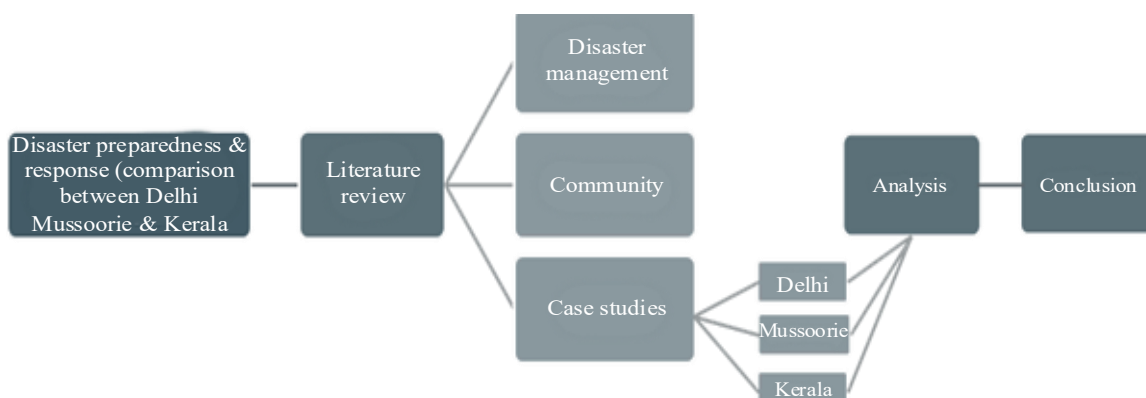 Disaster preparedness &
response (comparison
between Delhi
Mussoorie & Kerala
Literature
review
Disaster
management
Community
Case studies
Delhi
Mussoorie
Kerala
Analysis
Conclusion